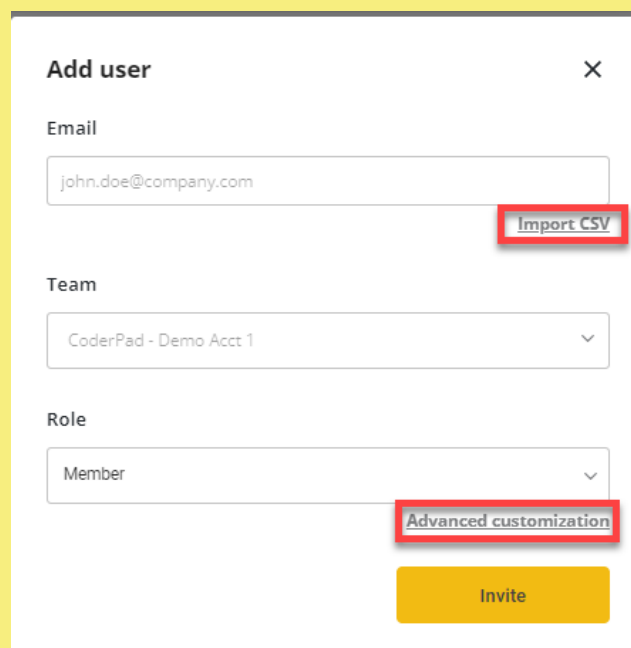 Add user
Email
john.doe@company.com
Import CSV
Team
CoderPad - Demo Acct 1
Role
Member
Advanced customization
Invite